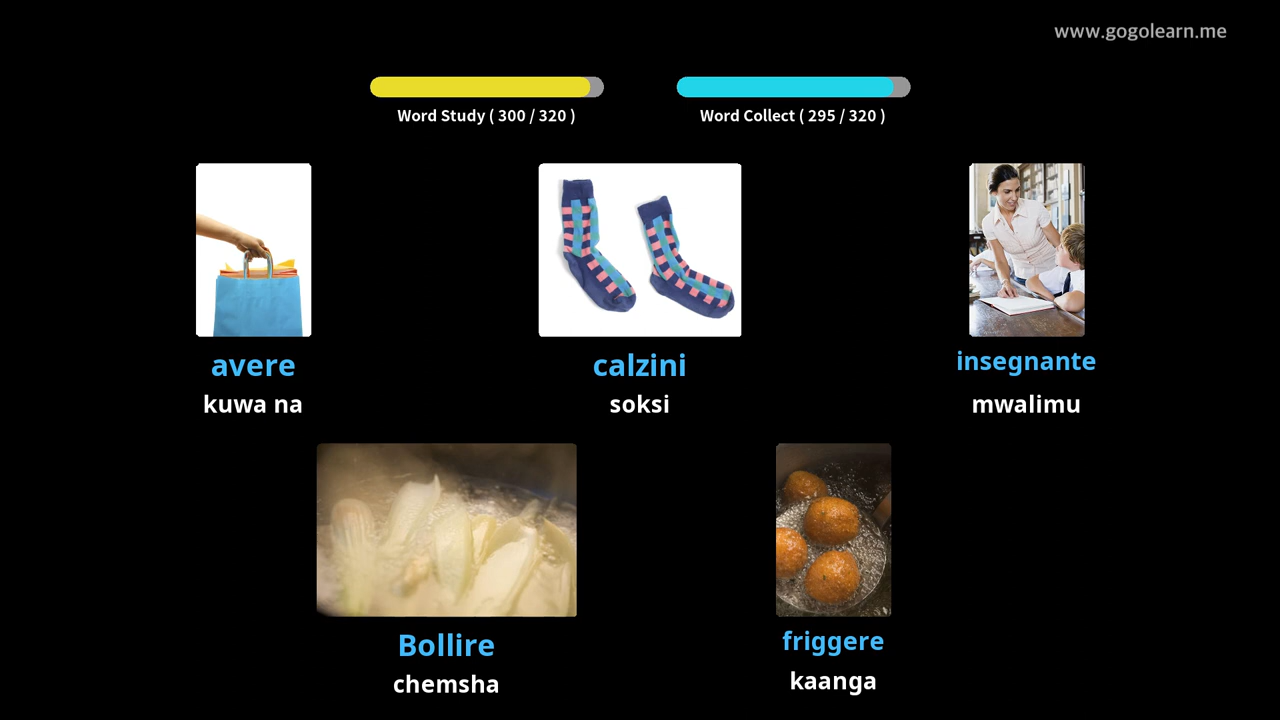 www.gogolearn.me
Word Study ( 300 / 320 )
Word Collect ( 295 / 320 )
avere
calzini
insegnante
kuwa na
soksi
mwalimu
Bollire
friggere
chemsha
kaanga